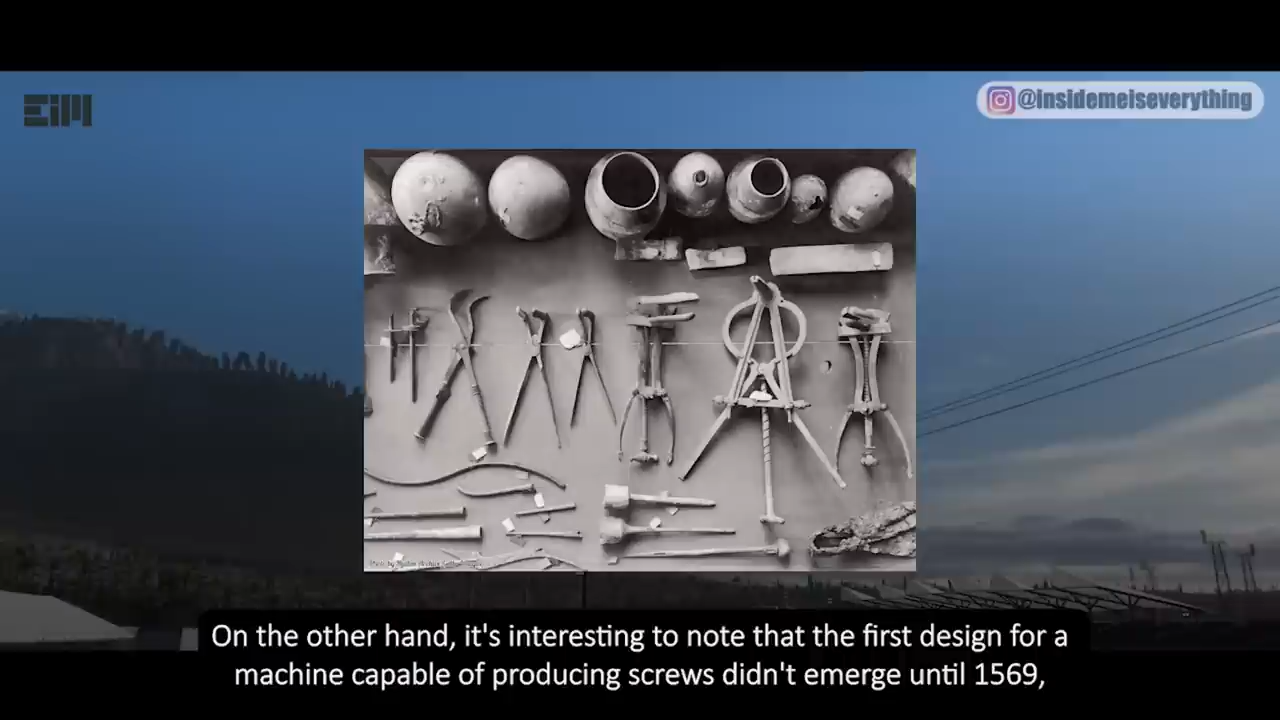 EiM
@insidemeiseverything
On the other hand, it's interesting to note that the first design for a
machine capable of producing screws didn't emerge until 1569,